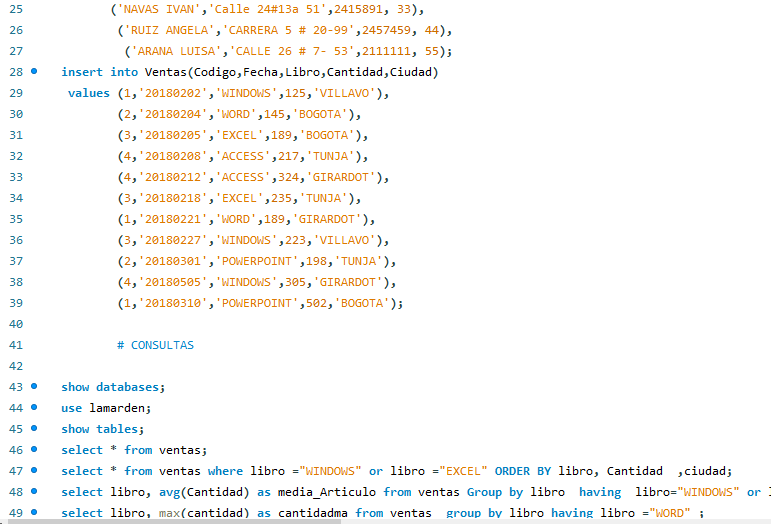 25 ('NAVAS IVAN','Calle 24#13a 51',2415891, 33),
26 ('RUIZ ANGELA','CARRERA 5 # 20-99',2457459, 44),
27 ('ARANA LUISA','CALLE 26 # 7- 53',2111111, 55);
28 insert into Ventas(Codigo,Fecha,Libro,Cantidad,Ciudad)
29 values (1,'20180202','WINDOWS',125,'VILLAVO'),
30 (2,'20180204','WORD',145,'BOGOTA'),
31 (3,'20180205','EXCEL',189,'BOGOTA'),
32 (4,'20180208','ACCESS',217,'TUNJA'),
33 (4,'20180212','ACCESS',324,'GIRARDOT'),
34 (3,'20180218','EXCEL',235,'TUNJA'),
35 (1,'20180221','WORD',189,'GIRARDOT'),
36 (3,'20180227','WINDOWS',223,'VILLAVO'),
37 (2,'20180301','POWERPOINT',198,'TUNJA'),
38 (4,'20180505','WINDOWS',305,'GIRARDOT'),
39 (1,'20180310','POWERPOINT',502,'BOGOTA');
40
41 # CONSULTAS
42
43 show databases;
44 use lamarden;
45 show tables;
46 select * from ventas;
47 select * from ventas where libro ="WINDOWS" or libro ="EXCEL" ORDER BY libro, Cantidad ,ciudad;
48 select libro, avg(Cantidad) as media_Articulo from ventas Group by libro having libro="WINDOWS" or l
49 select libro, max(cantidad) as cantidadma from ventas group by libro having libro ="WORD" ;